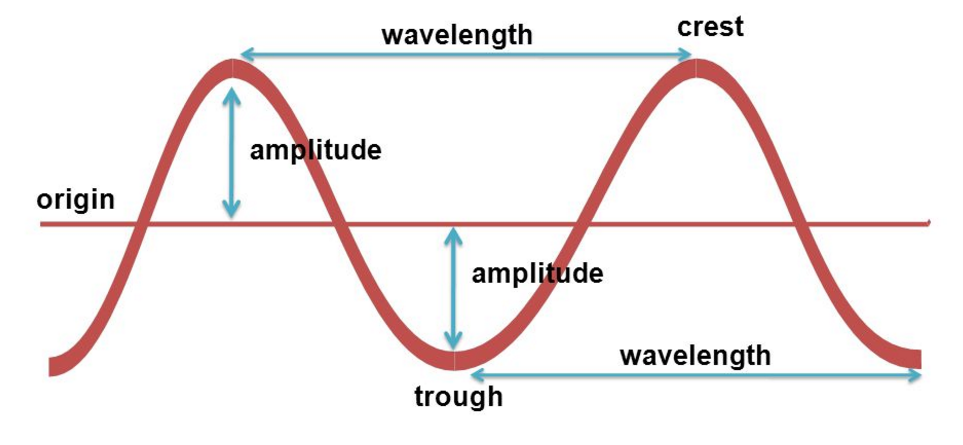 crest
wavelength
amplitude
origin
amplitude
wavelength
trough